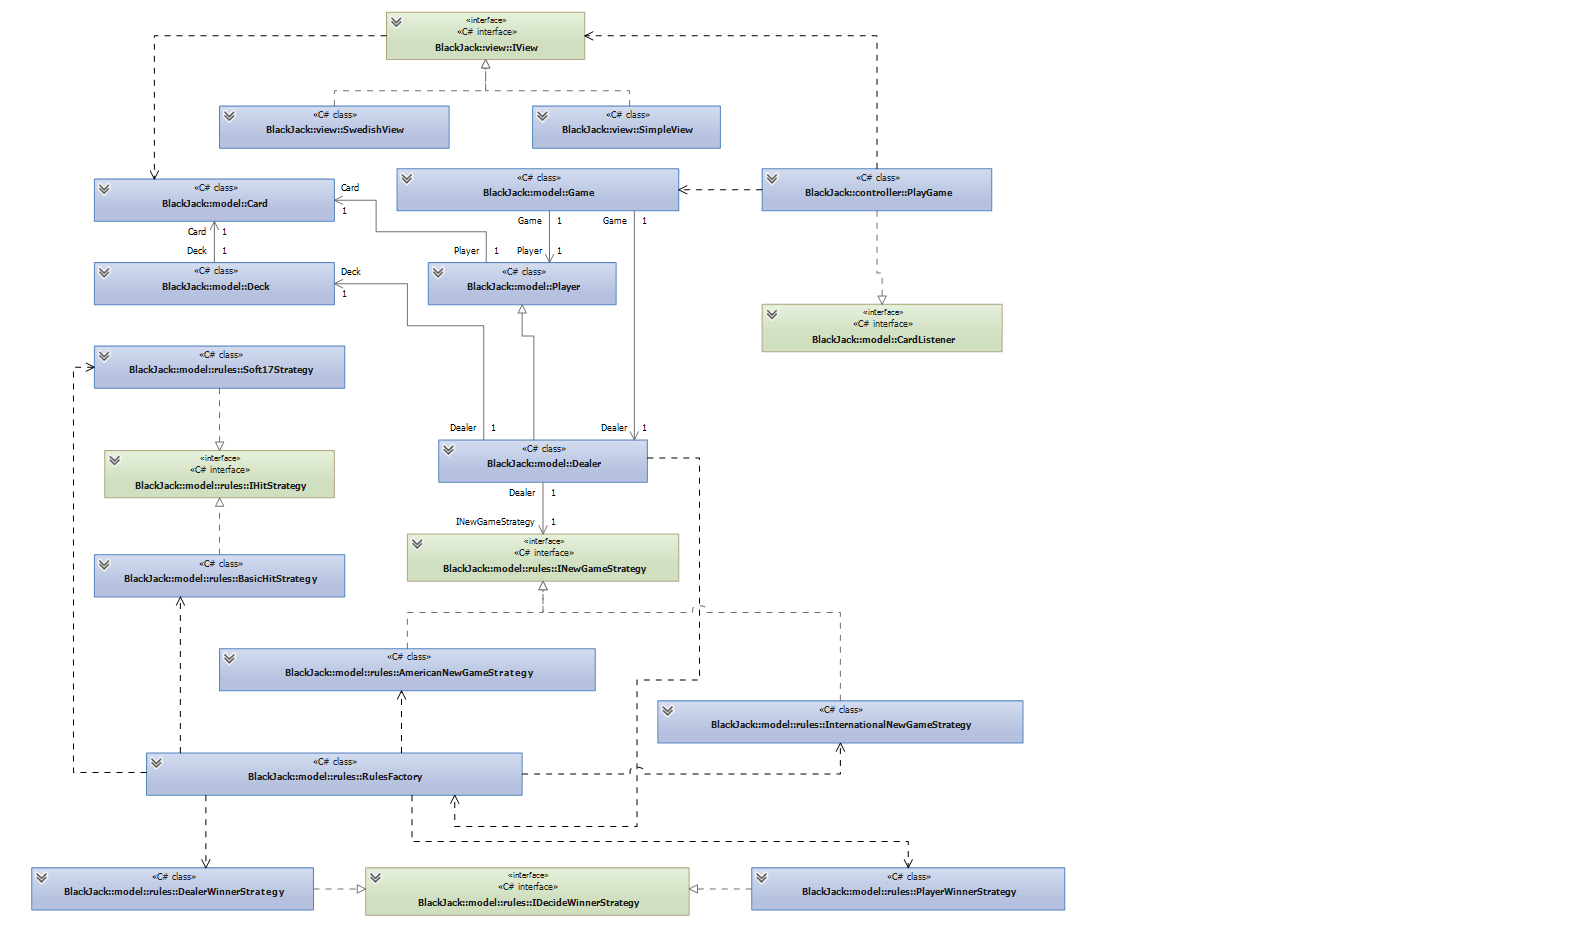 «interface»
«C# interface»
BlackJack::view::IView
«C# class»
BlackJack::view::SwedishView
«C# class»
BlackJack::view::SimpleView
«C# class»
BlackJack::model::Card
«C# class»
BlackJack::model::Game
«C# class»
BlackJack::controller::PlayGame
Card
1
Game 1
Game 1
Card 1
Deck 1
Player 1
Player 1
«C# class»
BlackJack::model::Deck
Deck
1
«C# class»
BlackJack::model::Player
«interface»
«C# interface»
BlackJack::model::CardListener
«C# class»
BlackJack::model::rules::Soft17Strategy
Dealer 1
Dealer 1
«interface»
«C# interface»
BlackJack::model::rules::IHitStrategy
«C# class»
BlackJack::model::Dealer
Dealer 1
INewGameStrategy 1
«interface»
«C# interface»
BlackJack::model::rules::INewGameStrategy
«C# class»
BlackJack::model::rules::BasicHitStrategy
«C# class»
BlackJack::model::rules::AmericanNewGameStrategy
«C# class»
BlackJack::model::rules::InternationalNewGameStrategy
«C# class»
BlackJack::model::rules::RulesFactory
«C# class»
BlackJack::model::rules::DealerWinnerStrategy
«interface»
«C# interface»
BlackJack::model::rules::IDecideWinnerStrategy
«C# class»
BlackJack::model::rules::PlayerWinnerStrategy